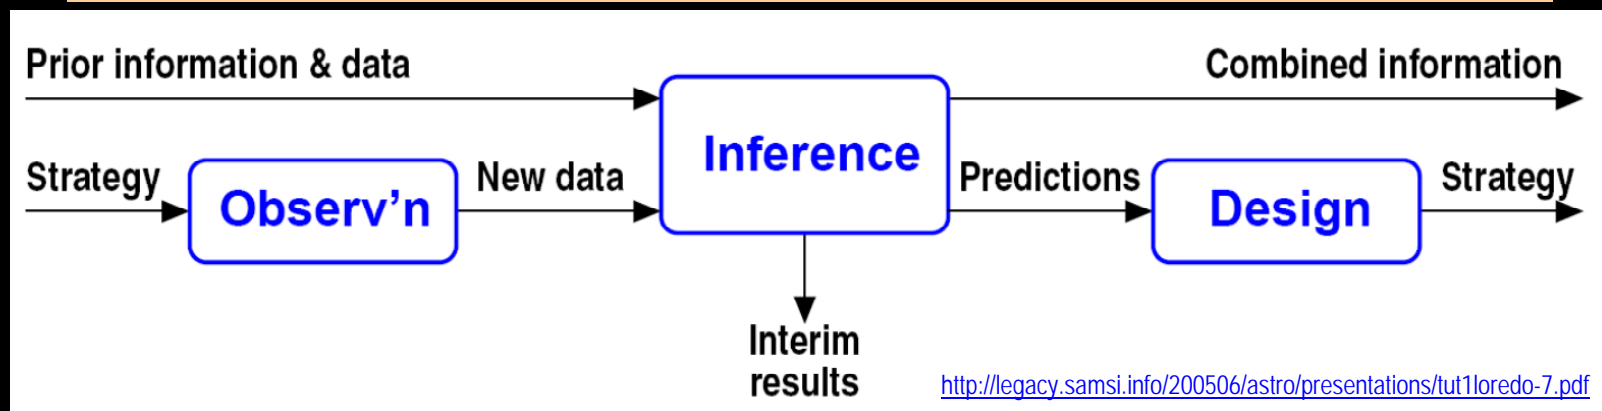 Prior information & data
Combined information
Strategy
Observ'n
New data
Inference
Predictions
Design
Strategy
Interim
results
http://legacy.samsi.info/200506/astro/presentations/tut1loredo-7.pdf